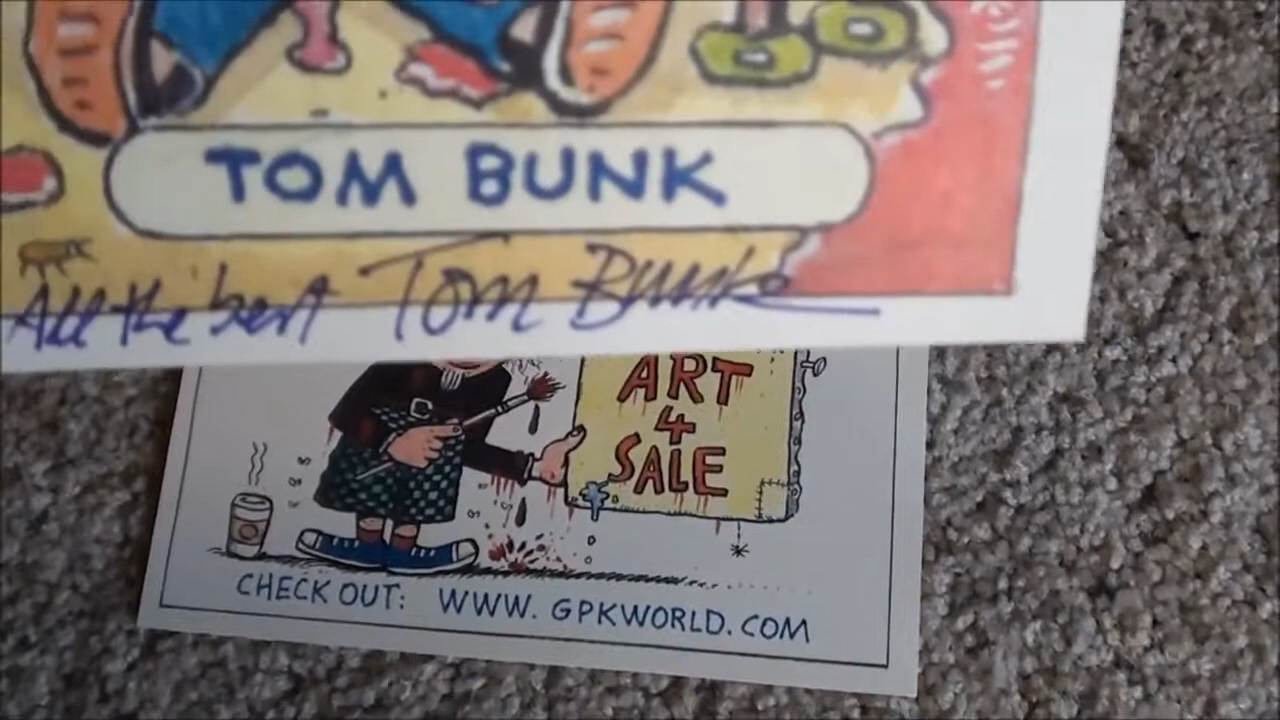 TOM BUNK
All the best Tom Bunk
ART
4
SALE
CHECK OUT: WWW. GPKWORLD. COM